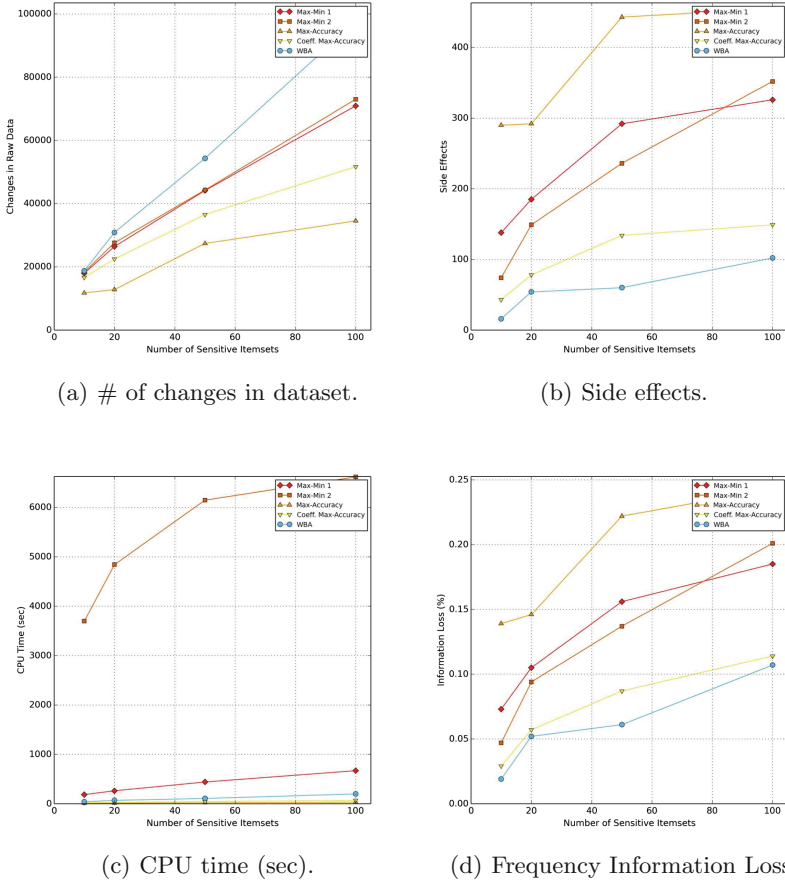 100000
80000
60000
40000
20000
0
Changes in Raw Data
0 20 40 60 80 100
Number of Sensitive Itemsets
Max-Min 1
Max-Min 2
Max-Accuracy
Coeff. Max-Accuracy
WBA
(a) # of changes in dataset.
400
300
200
100
0
Side Effects
0 20 40 60 80 100
Number of Sensitive Itemsets
Max-Min 1
Max-Min 2
Max-Accuracy
Coeff. Max-Accuracy
WBA
(b) Side effects.
6000
5000
4000
3000
2000
1000
0
CPU Time (sec)
0 20 40 60 80 100
Number of Sensitive Itemsets
Max-Min 1
Max-Min 2
Max-Accuracy
Coeff. Max-Accuracy
WBA
(c) CPU time (sec).
0.25
0.20
0.15
0.10
0.05
0.00
Information Loss (%)
0 20 40 60 80 100
Number of Sensitive Itemsets
Max-Min 1
Max-Min 2
Max-Accuracy
Coeff. Max-Accuracy
WBA
(d) Frequency Information Loss